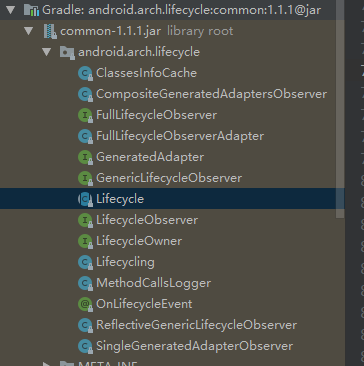 Gradle: android.arch.lifecycle:common:1.1.1@jar
common-1.1.1.jar library root
android.arch.lifecycle
ClassesInfoCache
CompositeGeneratedAdaptersObserver
FullLifecycleObserver
FullLifecycleObserverAdapter
GeneratedAdapter
GenericLifecycleObserver
Lifecycle
LifecycleObserver
LifecycleOwner
Lifecycling
MethodCallsLogger
OnLifecycleEvent
ReflectiveGenericLifecycleObserver
SingleGeneratedAdapterObserver
META-INF